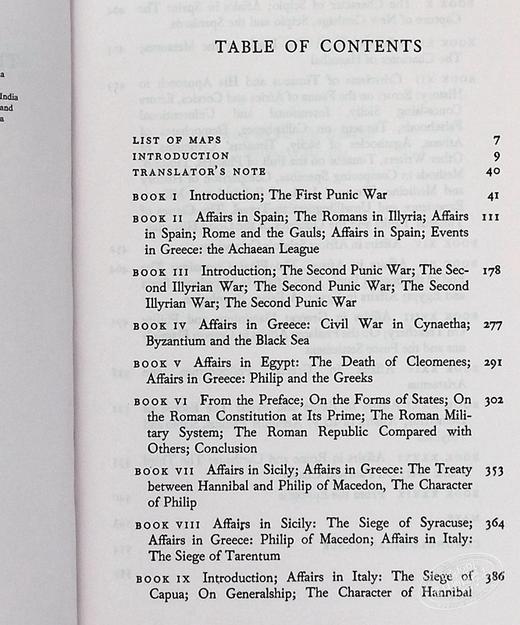 a
India
and
a
TABLE OF CONTENTS
LIST OF MAPS 7
INTRODUCTION 9
TRANSLATOR'S NOTE 40
BOOK I Introduction; The First Punic War 41
BOOK II Affairs in Spain; The Romans in Illyria; Affairs 111
in Spain; Rome and the Gauls; Affairs in Spain; Events
in Greece: the Achaean League
BOOK III Introduction; The Second Punic War; The Sec- 178
ond Illyrian War; The Second Punic War; The Second
Illyrian War; The Second Punic War
BOOK IV Affairs in Greece: Civil War in Cynaetha; 277
Byzantium and the Black Sea
BOOK V Affairs in Egypt: The Death of Cleomenes; 291
Affairs in Greece: Philip and the Greeks
BOOK VI From the Preface; On the Forms of States; On 302
the Roman Constitution at Its Prime; The Roman Mili-
tary System; The Roman Republic Compared with
Others; Conclusion
BOOK VII Affairs in Sicily; Affairs in Greece: The Treaty 353
between Hannibal and Philip of Macedon, The Character
of Philip
BOOK VIII Affairs in Sicily: The Siege of Syracuse; 364
Affairs in Greece: Philip of Macedon; Affairs in Italy:
The Siege of Tarentum
BOOK IX Introduction; Affairs in Italy: The Siege of 386
Capua; On Generalship; The Character of Hannibal